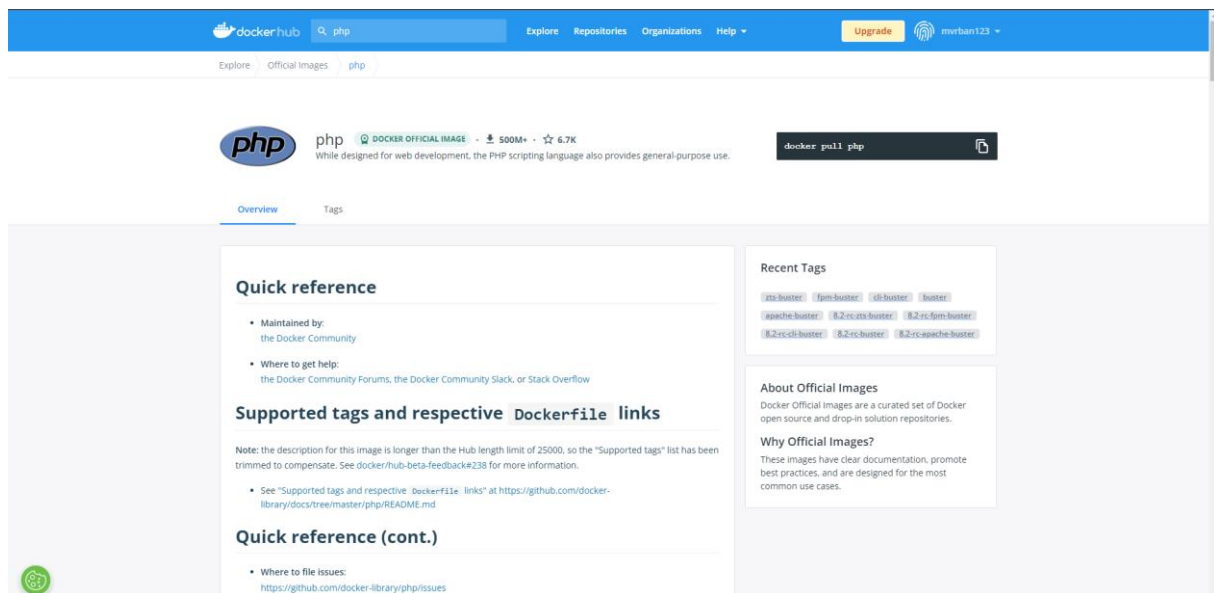 dockerhub php Explore Repositories Organizations Help Upgrade mvrban123
Explore Official Images php
php
php DOCKER OFFICIAL IMAGE · 500M+ · 6.7K
While designed for web development, the PHP scripting language also provides general-purpose use.
docker pull php
Overview Tags
Quick reference
• Maintained by:
the Docker Community
• Where to get help:
the Docker Community Forums, the Docker Community Slack, or Stack Overflow
Supported tags and respective Dockerfile links
Note: the description for this image is longer than the Hub length limit of 25000, so the "Supported tags" list has been
trimmed to compensate. See docker/hub-beta-feedback#238 for more information.
• See "Supported tags and respective Dockerfile links" at https://github.com/docker-
library/docs/tree/master/php/README.md
Quick reference (cont.)
• Where to file issues:
https://github.com/docker-library/php/issues
Recent Tags
zts-buster fpm-buster cli-buster buster
apache-buster 8.2-rc-zts-buster 8.2-rc-fpm-buster
8.2-rc-cli-buster 8.2-rc-buster 8.2-rc-apache-buster
About Official Images
Docker Official Images are a curated set of Docker
open source and drop-in solution repositories.
Why Official Images?
These images have clear documentation, promote
best practices, and are designed for the most
common use cases.